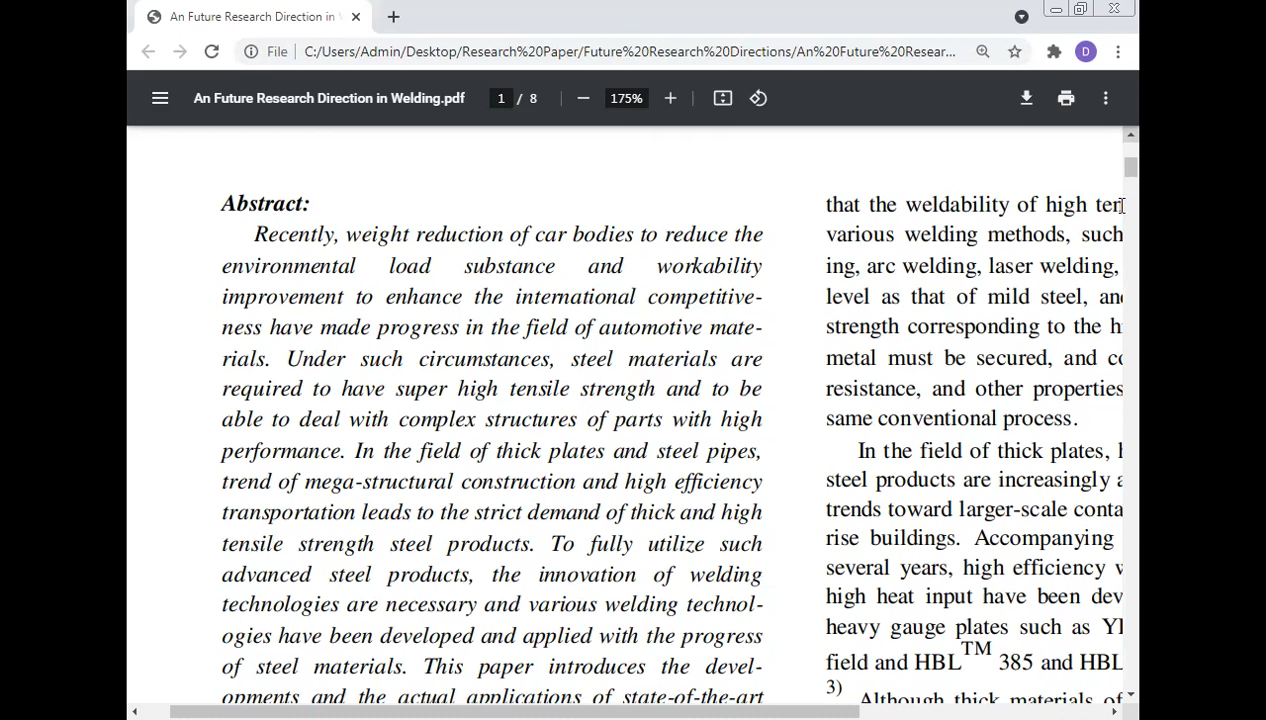 An Future Research Direction in
File C:/Users/Admin/Desktop/Research%20Paper/Future%20Research%20Directions/An%20Future%20Resear...
D
An Future Research Direction in Welding.pdf 1 / 8 175%
Abstract:
Recently, weight reduction of car bodies to reduce the
environmental load substance and workability
improvement to enhance the international competitive-
ness have made progress in the field of automotive mate-
rials. Under such circumstances, steel materials are
required to have super high tensile strength and to be
able to deal with complex structures of parts with high
performance. In the field of thick plates and steel pipes,
trend of mega-structural construction and high efficiency
transportation leads to the strict demand of thick and high
tensile strength steel products. To fully utilize such
advanced steel products, the innovation of welding
technologies are necessary and various welding technol-
ogies have been developed and applied with the progress
of steel materials. This paper introduces the devel-
opments and the actual applications of state-of-the-art
that the weldability of high ten
various welding methods, such
ing, arc welding, laser welding,
level as that of mild steel, and
strength corresponding to the h
metal must be secured, and co
resistance, and other properties
same conventional process.
In the field of thick plates, h
steel products are increasingly a
trends toward larger-scale conta
rise buildings. Accompanying
several years, high efficiency w
high heat input have been dev
heavy gauge plates such as YP
field and HBL™ 385 and HBL
3)
Although thick materials of